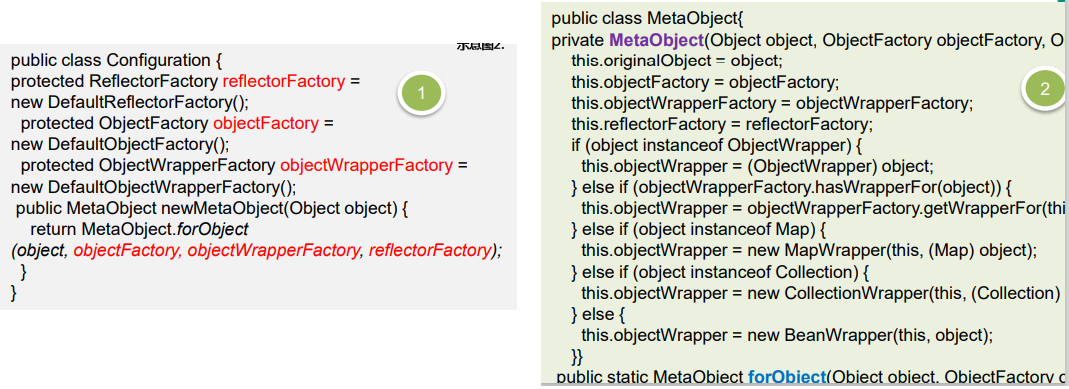 public class Configuration {
protected ReflectorFactory reflectorFactory =
new DefaultReflectorFactory();
protected ObjectFactory objectFactory =
new DefaultObjectFactory();
protected ObjectWrapperFactory objectWrapperFactory =
new DefaultObjectWrapperFactory();
public MetaObject newMetaObject(Object object) {
return MetaObject.forObject
(object, objectFactory, objectWrapperFactory, reflectorFactory);
}
}
1
public class MetaObject{
private MetaObject(Object object, ObjectFactory objectFactory, O
this.originalObject = object;
this.objectFactory = objectFactory;
this.objectWrapperFactory = objectWrapperFactory;
this.reflectorFactory = reflectorFactory;
if (object instanceof ObjectWrapper) {
this.objectWrapper = (ObjectWrapper) object;
} else if (objectWrapperFactory.hasWrapperFor(object)) {
this.objectWrapper = objectWrapperFactory.getWrapperFor(thi
} else if (object instanceof Map) {
this.objectWrapper = new MapWrapper(this, (Map) object);
} else if (object instanceof Collection) {
this.objectWrapper = new CollectionWrapper(this, (Collection)
} else {
this.objectWrapper = new BeanWrapper(this, object);
}}
public static MetaObject forObject(Object object, ObjectFactory
2